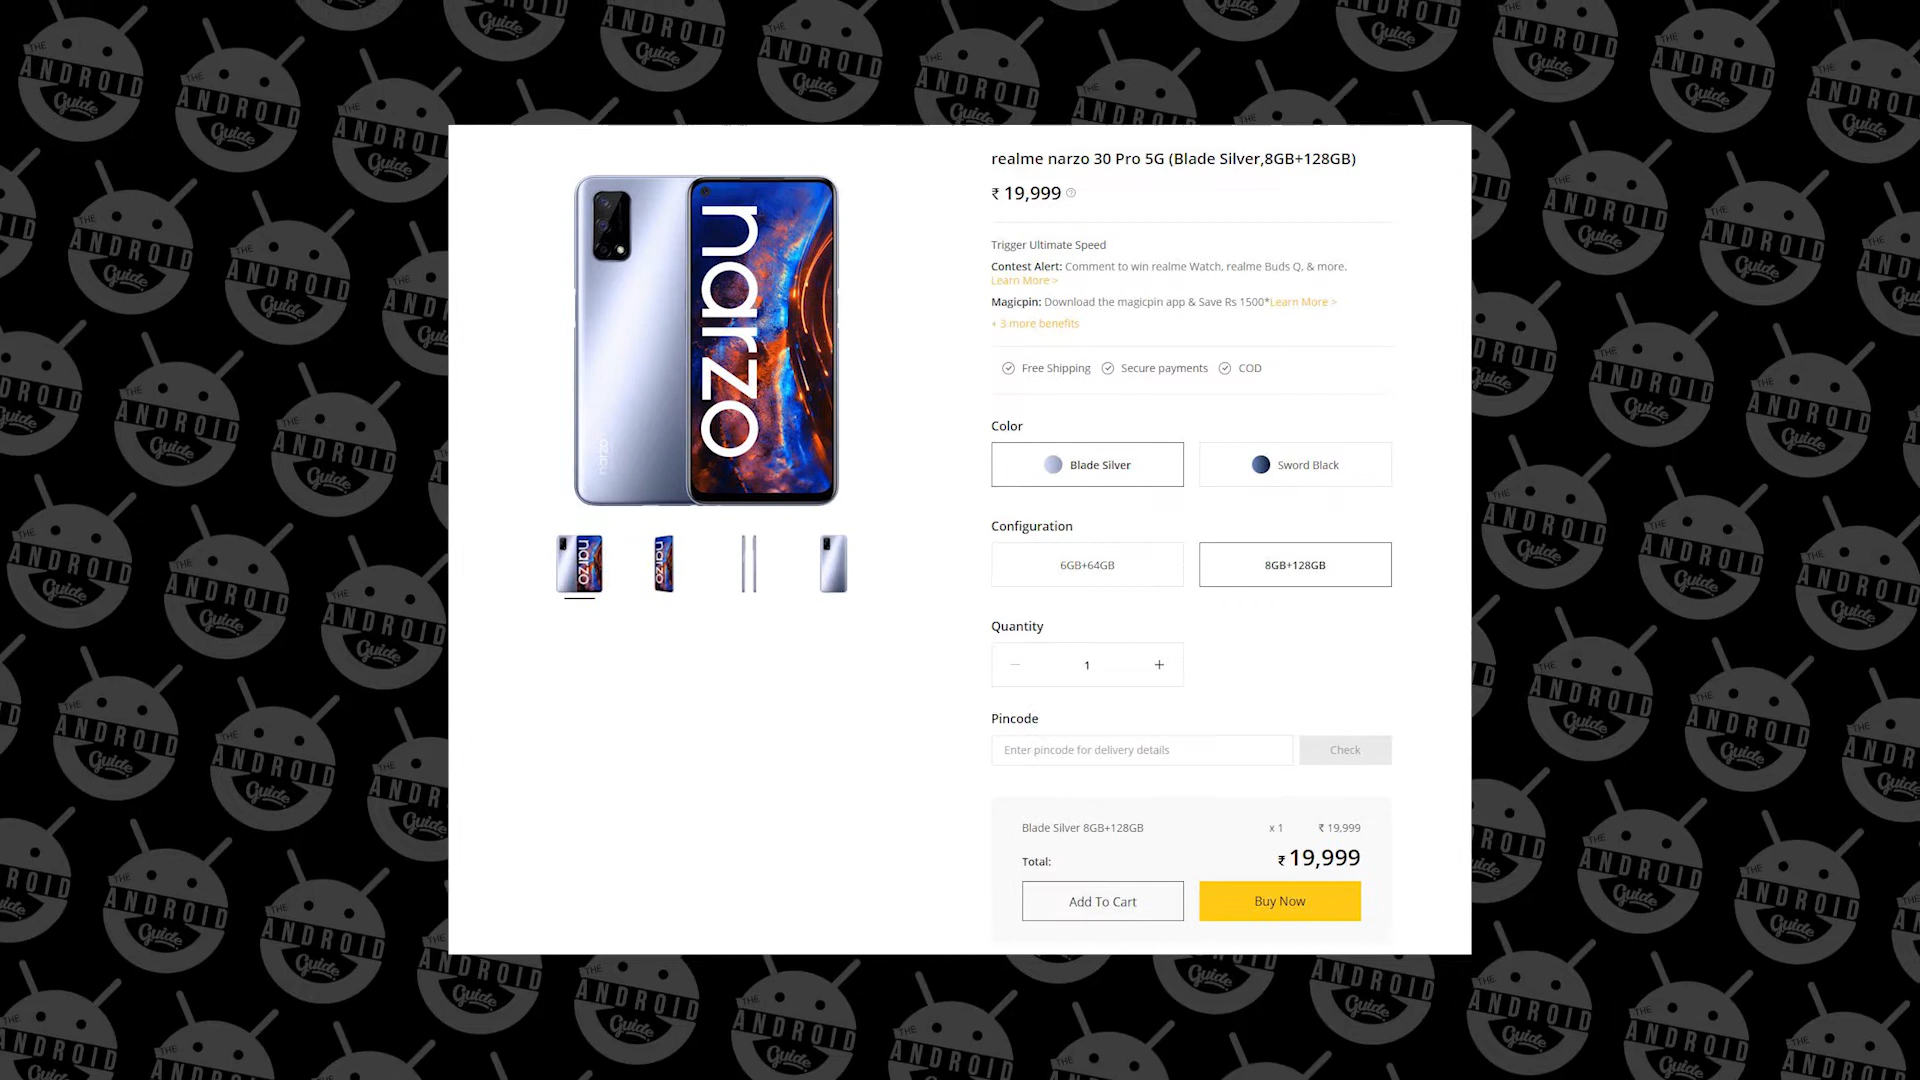 realme narzo 30 Pro 5G (Blade Silver,8GB+128GB)
₹ 19,999
Trigger Ultimate Speed
Contest Alert: Comment to win realme Watch, realme Buds Q, & more.
Learn More >
Magicpin: Download the magicpin app & Save Rs 1500*Learn More >
+ 3 more benefits
Free Shipping Secure payments COD
Color
Blade Silver Sword Black
Configuration
6GB+64GB 8GB+128GB
Quantity
1
Pincode
Enter pincode for delivery details Check
Blade Silver 8GB+128GB x 1 ₹ 19,999
Total: ₹ 19,999
Add To Cart Buy Now
narzo
narzo
narzo
narzo
THE
ANDROID
Guide